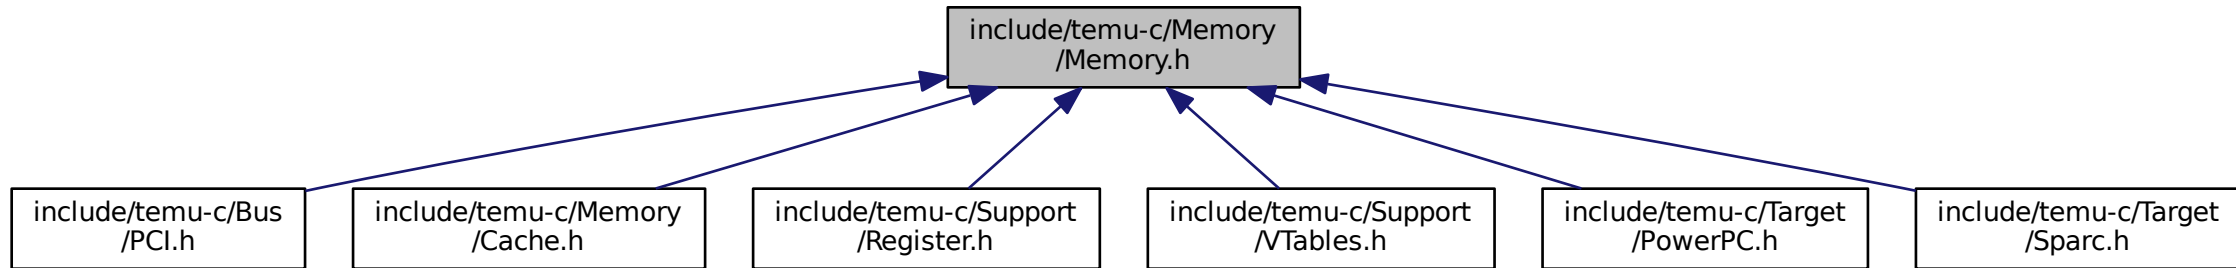 include/temu-c/Memory
/Memory.h
include/temu-c/Bus
/PCI.h
include/temu-c/Memory
/Cache.h
include/temu-c/Support
/Register.h
include/temu-c/Support
/VTables.h
include/temu-c/Target
/PowerPC.h
include/temu-c/Target
/Sparc.h